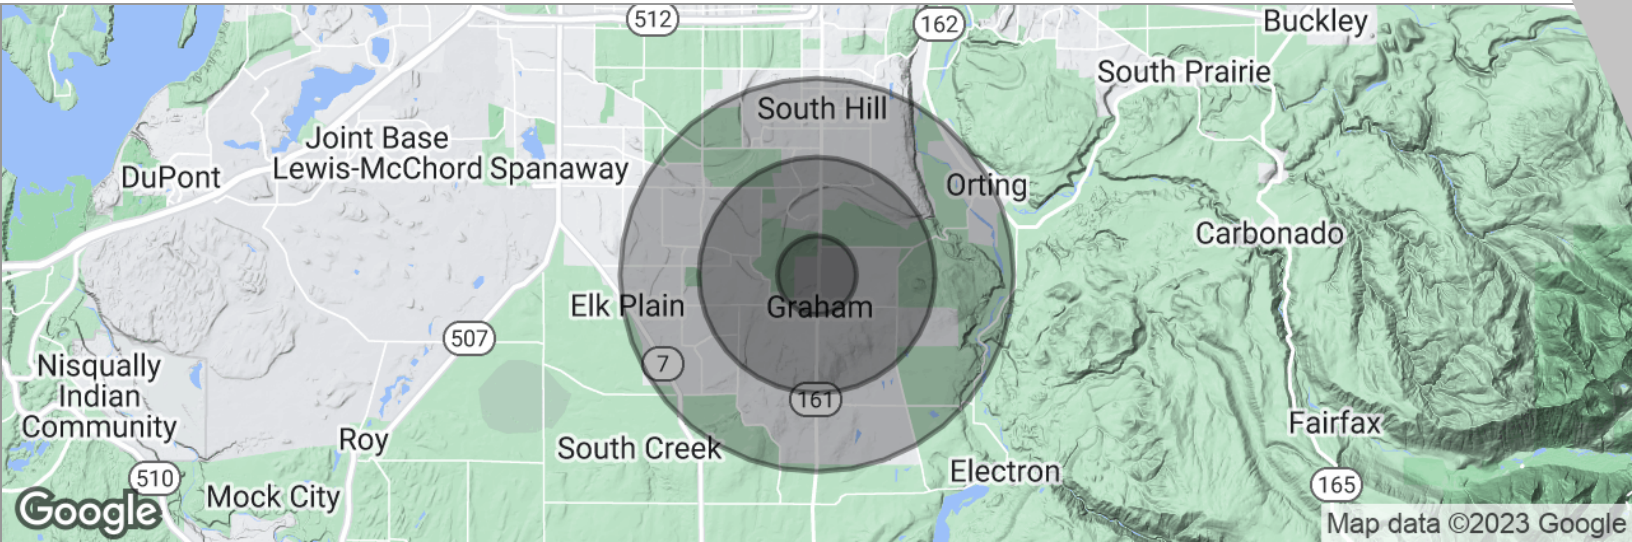 512
162
Buckley
South Prairie
South Hill
Joint Base
Lewis-McChord
Spanaway
DuPont
Orting
Carbonado
Elk Plain
Graham
507
7
161
Nisqually
Indian
Community
Roy
South Creek
Fairfax
Electron
510
Mock City
165
Google
Map data ©2023 Google